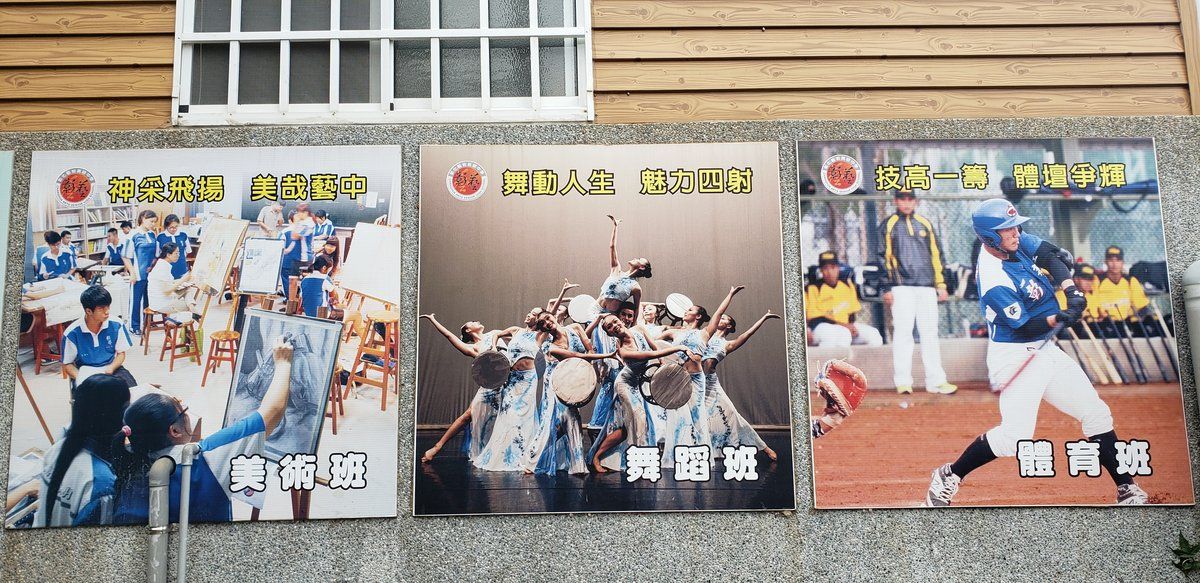 神采飛揚 美哉藝中
美術班
舞動人生 魅力四射
舞蹈班
技高一籌 體壇爭輝
體育班